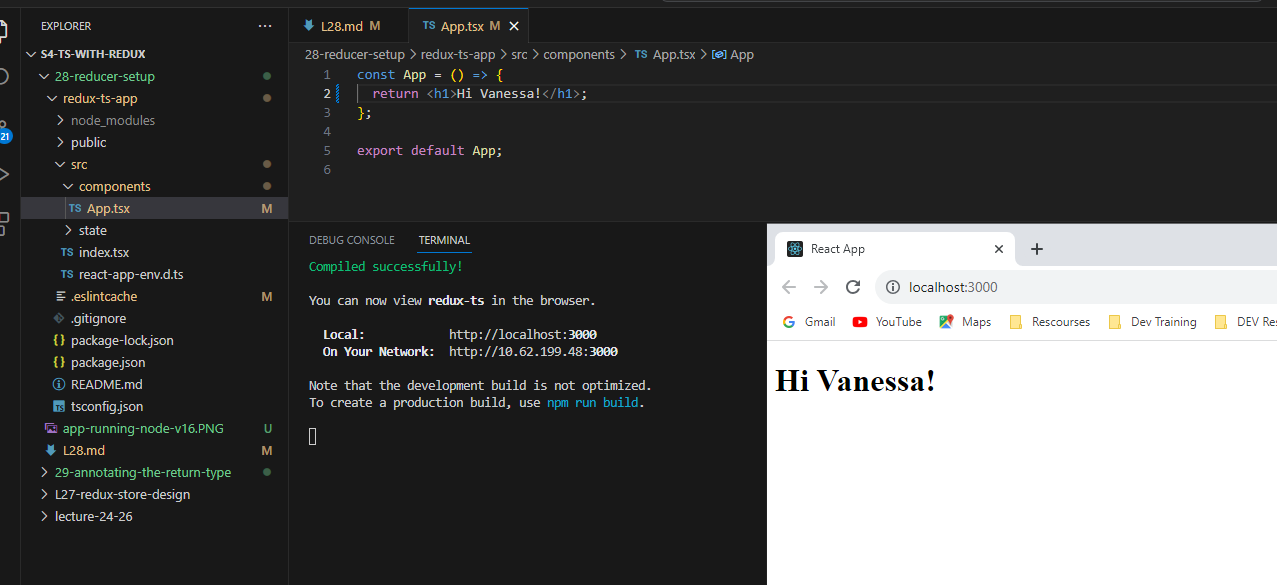 EXPLORER
S4-TS-WITH-REDUX
28-reducer-setup
redux-ts-app
node_modules
public
src
components
TS App.tsx M
state
TS index.tsx
TS react-app-env.d.ts
.eslintcache M
.gitignore
{} package-lock.json
{} package.json
README.md
TS tsconfig.json
app-running-node-v16.PNG U
L28.md M
29-annotating-the-return-type
L27-redux-store-design
lecture-24-26
21
L28.md M
TS App.tsx M
28-reducer-setup > redux-ts-app > src > components > TS App.tsx > App
1 const App = () => {
2 return <h1>Hi Vanessa!</h1>;
3 };
4
5 export default App;
6
DEBUG CONSOLE TERMINAL
Compiled successfully!
You can now view redux-ts in the browser.
Local: http://localhost:3000
On Your Network: http://10.62.199.48:3000
Note that the development build is not optimized.
To create a production build, use npm run build.
React App
localhost:3000
Gmail YouTube Maps Rescourses Dev Training DEV Res
Hi Vanessa!